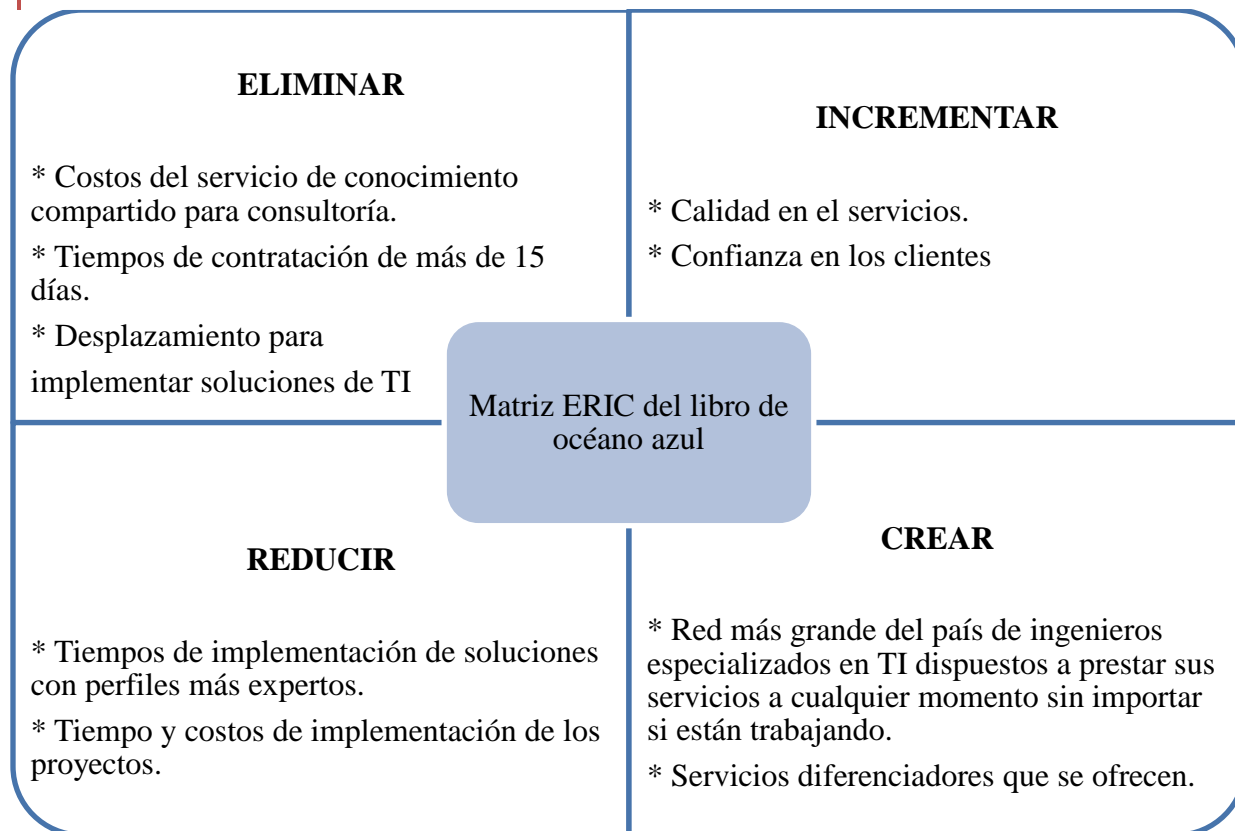 ELIMINAR
* Costos del servicio de conocimiento
compartido para consultoría.
* Tiempos de contratación de más de 15
días.
* Desplazamiento para
implementar soluciones de TI
INCREMENTAR
* Calidad en el servicios.
* Confianza en los clientes
Matriz ERIC del libro de
océano azul
REDUCIR
* Tiempos de implementación de soluciones
con perfiles más expertos.
* Tiempo y costos de implementación de los
proyectos.
CREAR
* Red más grande del país de ingenieros
especializados en TI dispuestos a prestar sus
servicios a cualquier momento sin importar
si están trabajando.
* Servicios diferenciadores que se ofrecen.